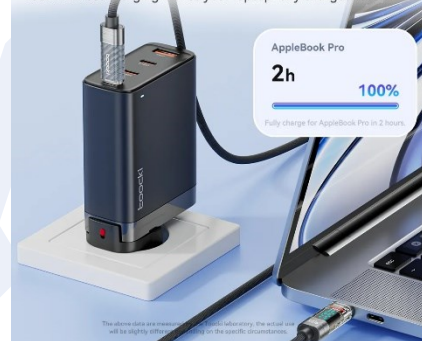 AppleBook Pro
2h
100%
Fully charge for AppleBook Pro in 2 hours.
toocki
The above data are measured Toocki laboratory, the actual use
will be slightly different depending on the specific circumstances.